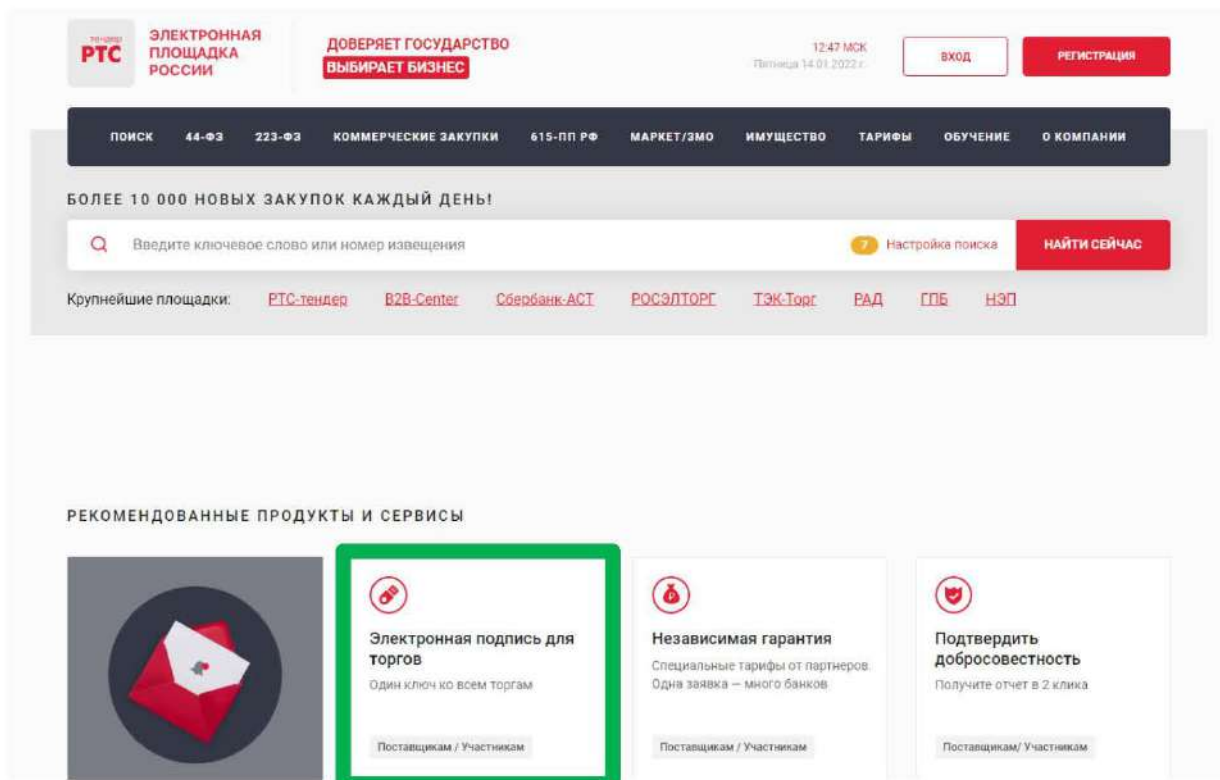 тендер
РТС
ЭЛЕКТРОННАЯ
ПЛОЩАДКА
РОССИИ
ДОВЕРЯЕТ ГОСУДАРСТВО
ВЫБИРАЕТ БИЗНЕС
12:47 МСК
Пятница 14.01.2022 г.
ВХОД
РЕГИСТРАЦИЯ
ПОИСК 44-ФЗ 223-ФЗ КОММЕРЧЕСКИЕ ЗАКУПКИ 615-ПП РФ МАРКЕТ/ЗМО ИМУЩЕСТВО ТАРИФЫ ОБУЧЕНИЕ О КОМПАНИИ
БОЛЕЕ 10 000 НОВЫХ ЗАКУПОК КАЖДЫЙ ДЕНЬ!
Введите ключевое слово или номер извещения 7 Настройка поиска НАЙТИ СЕЙЧАС
Крупнейшие площадки: РТС-тендер B2B-Center Сбербанк-АСТ РОСЭЛТОРГ ТЭК-Торг РАД ГПБ НЭП
РЕКОМЕНДОВАННЫЕ ПРОДУКТЫ И СЕРВИСЫ
Электронная подпись для
торгов
Один ключ ко всем торгам
Поставщикам / Участникам
Независимая гарантия
Специальные тарифы от партнеров.
Одна заявка — много банков
Поставщикам / Участникам
Подтвердить
добросовестность
Получите отчет в 2 клика
Поставщикам/ Участникам